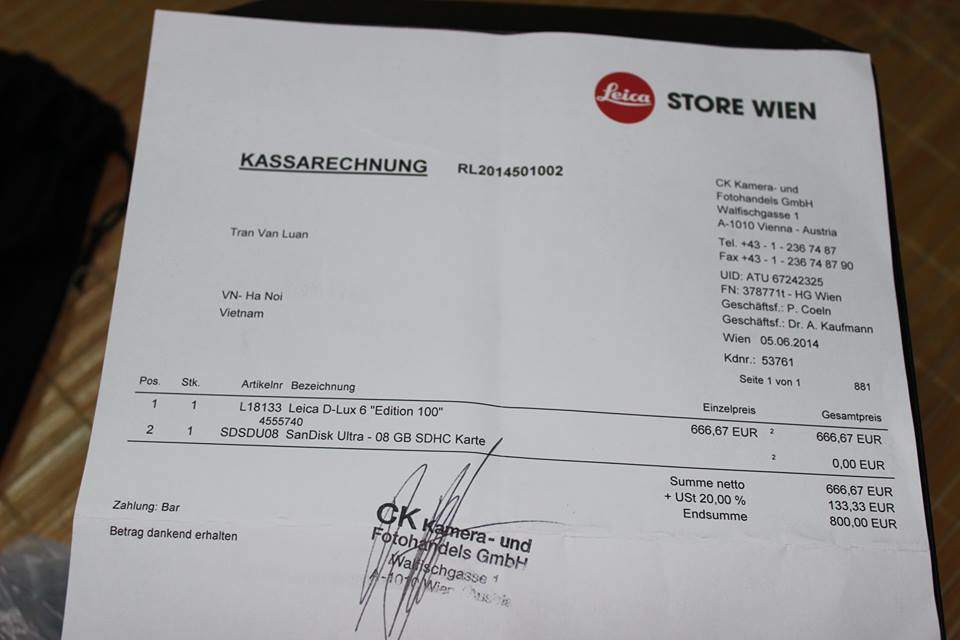 Leica STORE WIEN
KASSARECHNUNG RL2014501002
CK Kamera- und
Fotohandels GmbH
Walfischgasse 1
A-1010 Vienna - Austria
Tel. +43 - 1 - 236 74 87
Fax +43 - 1 - 236 74 87 90
UID: ATU 67242325
FN: 378771t - HG Wien
Geschäftsf.: P. Coeln
Geschäftsf.: Dr. A. Kaufmann
Wien 05.06.2014
Kdnr.: 53761
Seite 1 von 1 881
Tran Van Luan
VN- Ha Noi
Vietnam
Pos. Stk. Artikelnr Bezeichnung Einzelpreis Gesamtpreis
1 1 L18133 Leica D-Lux 6 "Edition 100" 666,67 EUR 2 666,67 EUR
4555740
2 1 SDSDU08 SanDisk Ultra - 08 GB SDHC Karte 2 0,00 EUR
Summe netto 666,67 EUR
+ USt 20,00 % 133,33 EUR
Endsumme 800,00 EUR
Zahlung: Bar
Betrag dankend erhalten
CK Kamera- und
Fotohandels GmbH
Walfischgasse 1
A-1010 Wien / Austria